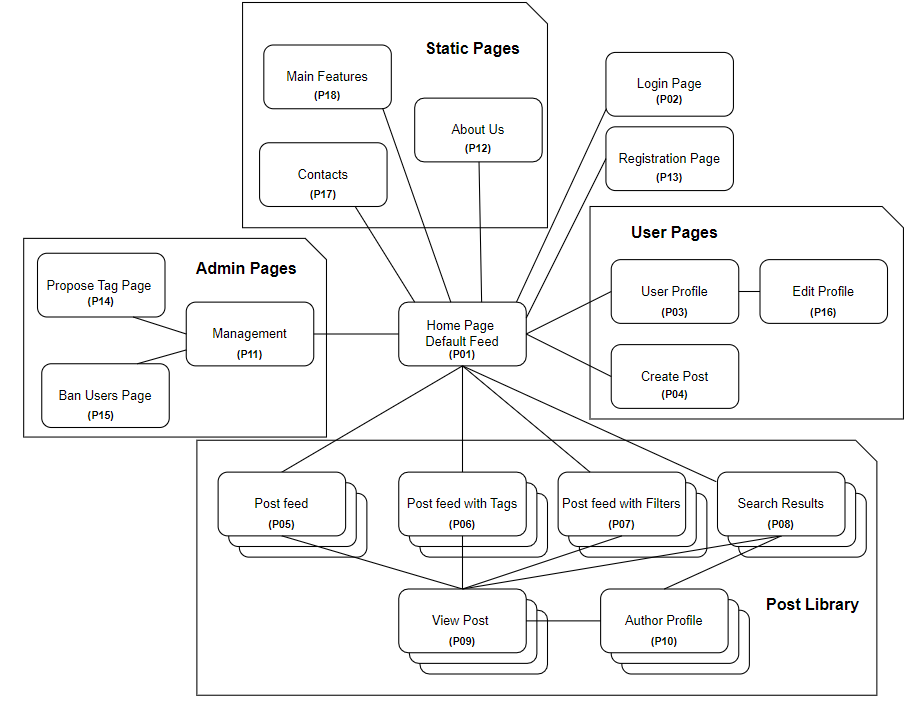 Static Pages
Main Features
(P18)
About Us
(P12)
Contacts
(P17)
Login Page
(P02)
Registration Page
(P13)
User Pages
User Profile
(P03)
Edit Profile
(P16)
Create Post
(P04)
Admin Pages
Propose Tag Page
(P14)
Management
(P11)
Ban Users Page
(P15)
Home Page
Default Feed
(P01)
Post feed
(P05)
Post feed with Tags
(P06)
Post feed with Filters
(P07)
Search Results
(P08)
Post Library
View Post
(P09)
Author Profile
(P10)